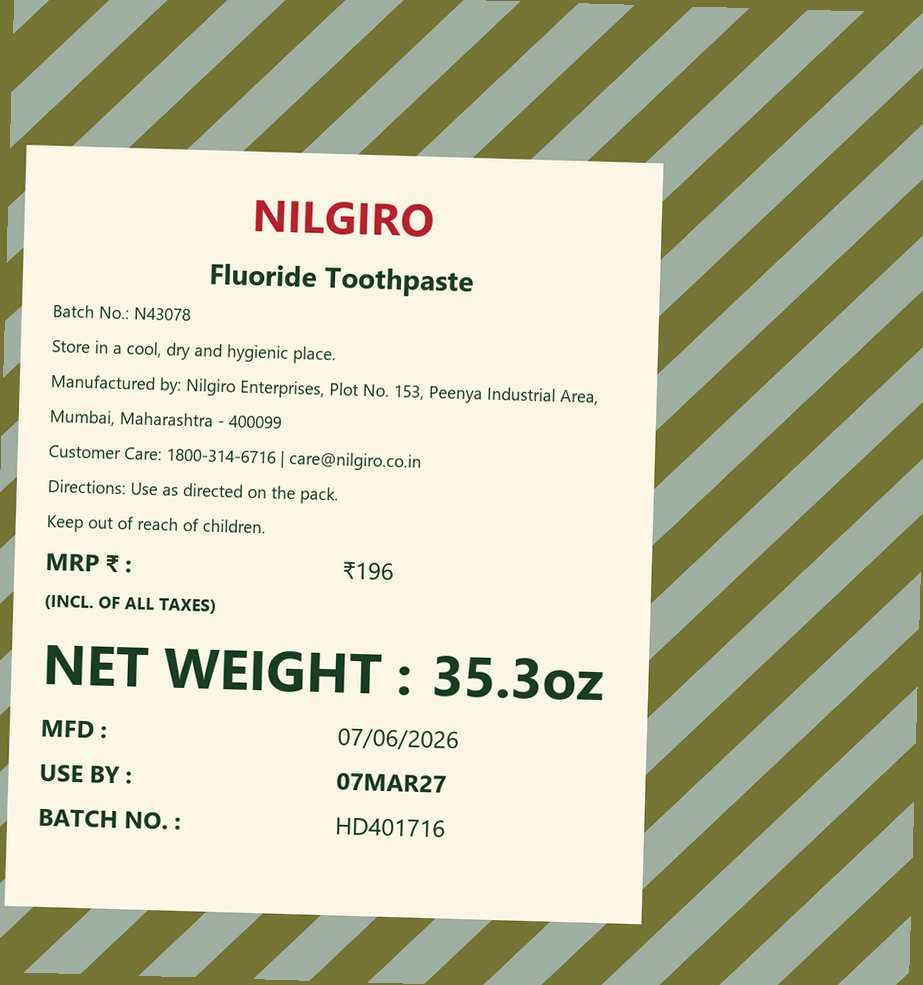 NILGIRO
Fluoride Toothpaste
Batch No.: N43078
Store in a cool, dry and hygienic place.
Manufactured by: Nilgiro Enterprises, Plot No. 153, Peenya Industrial Area,
Mumbai, Maharashtra - 400099
Customer Care: 1800-314-6716 | care@nilgiro.co.in
Directions: Use as directed on the pack.
Keep out of reach of children.
MRP ₹ : ₹196
(INCL. OF ALL TAXES)
NET WEIGHT : 35.3oz
MFD : 07/06/2026
USE BY : 07MAR27
BATCH NO. : HD401716